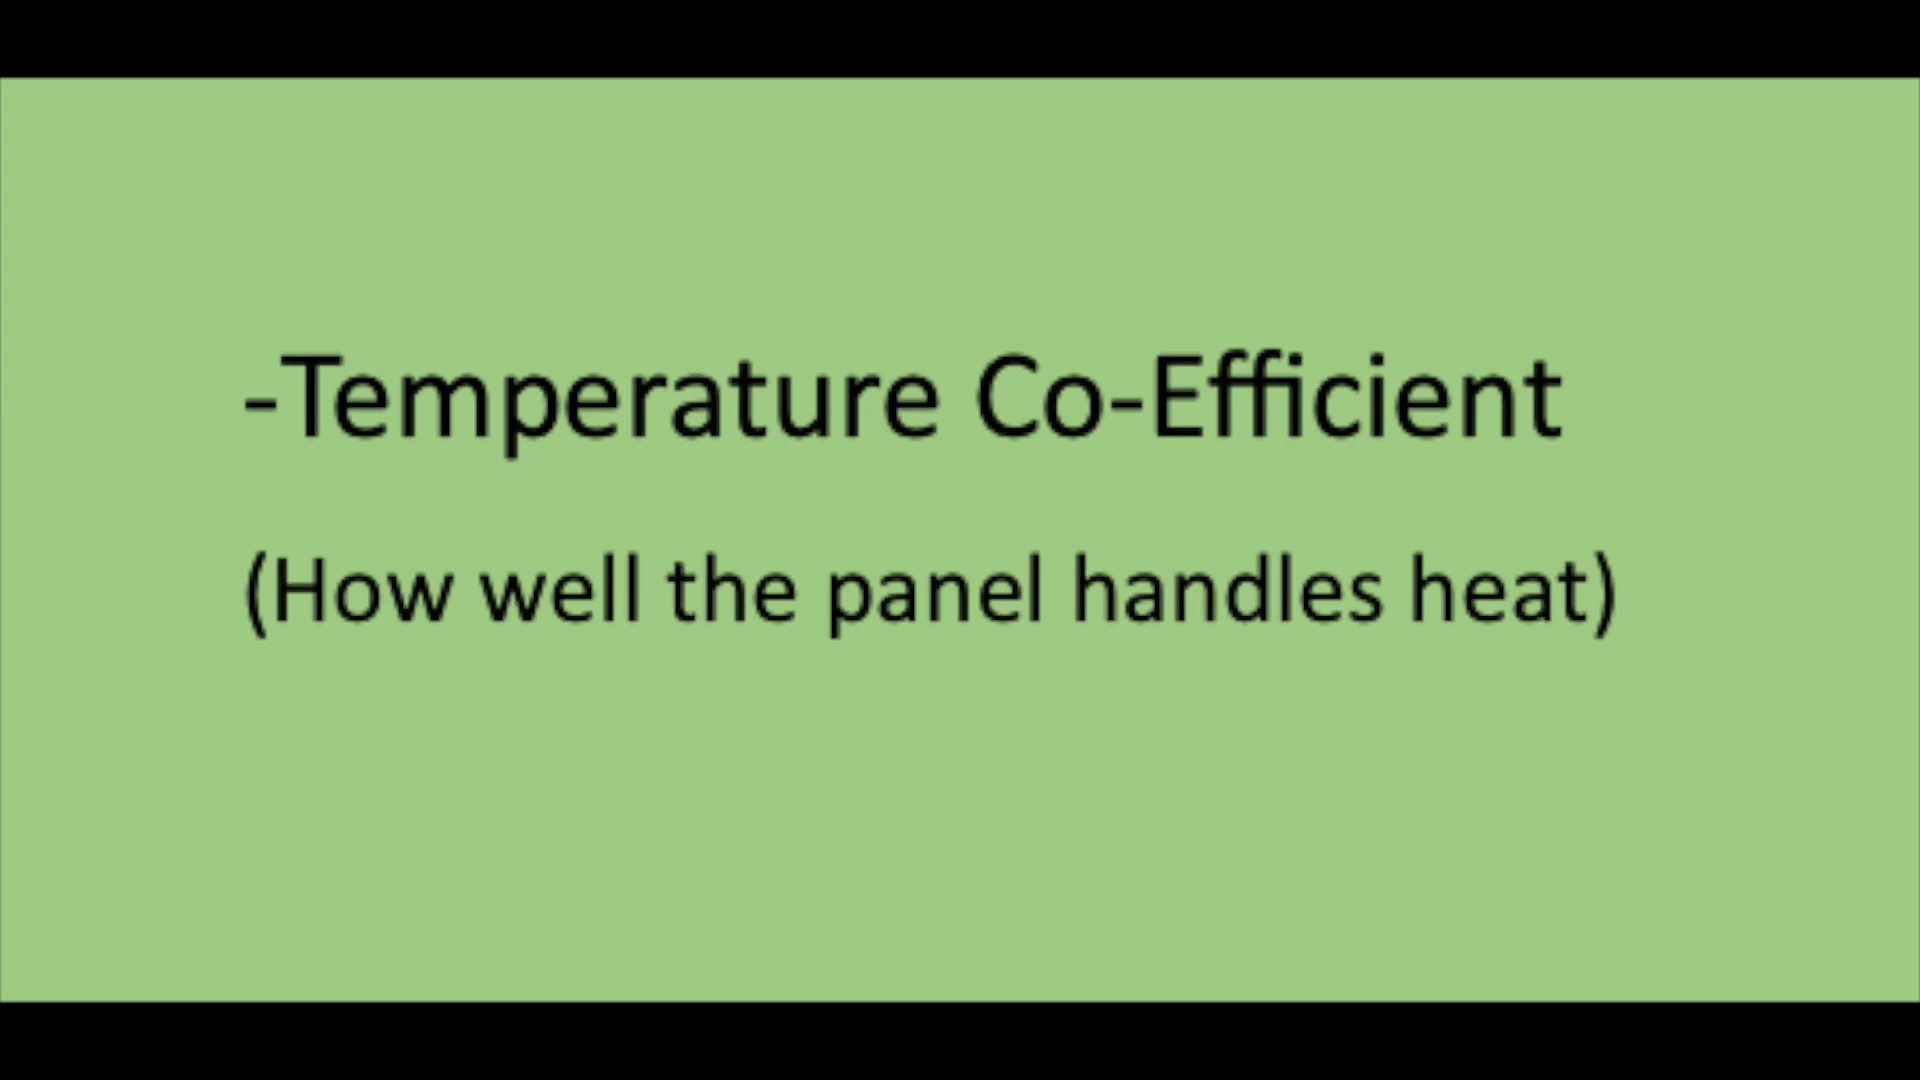 -Temperature Co-Efficient
(How well the panel handles heat)